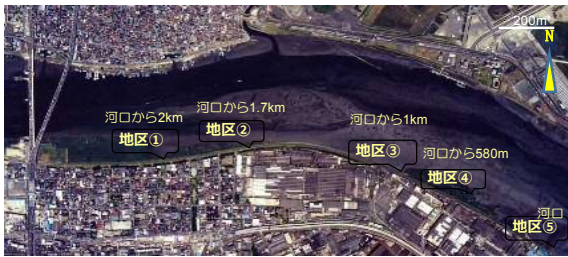 200m
N
河口から2km
地区①
河口から1.7km
地区②
河口から1km
地区③
河口から580m
地区④
河口
地区⑤